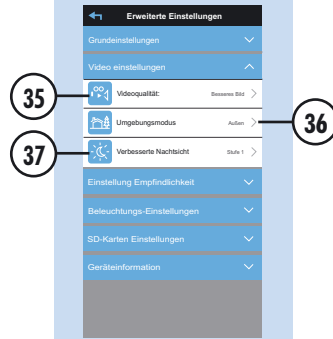 Erweiterte Einstellungen
Grundeinstellungen
Video einstellungen
35
Videoqualität: Besseres Bild
Umgebungsmodus Außen
36
37
Verbesserte Nachtsicht Stufe 1
Einstellung Empfindlichkeit
Beleuchtungs-Einstellungen
SD-Karten Einstellungen
Geräteinformation